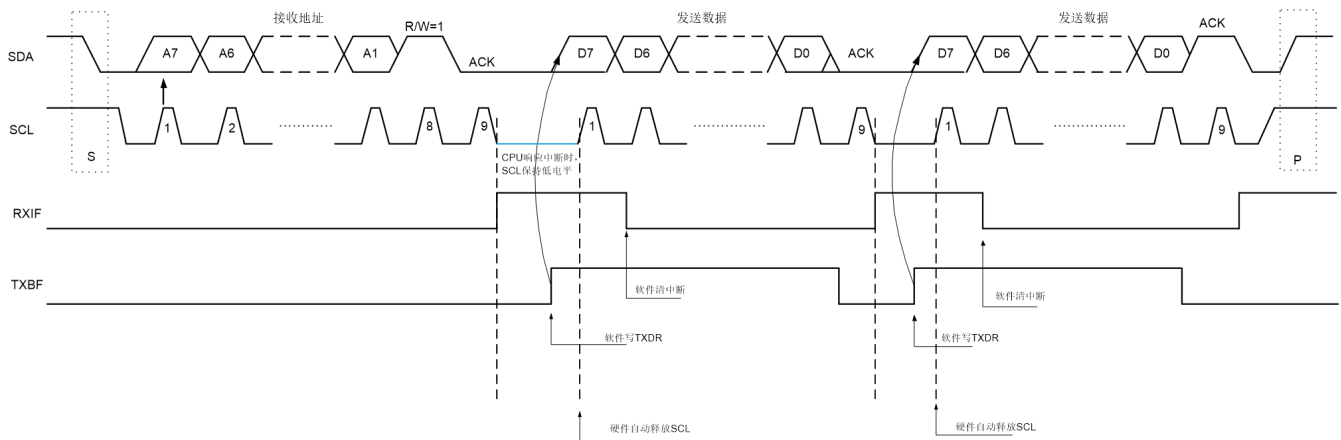 接收地址
发送数据
发送数据
R/W=1
ACK
SDA
A7
A6
A1
ACK
D7
D6
D0
ACK
D7
D6
D0
SCL
1
2
8
9
1
9
1
9
S
CPU响应中断时,
SCL保持低电平
P
RXIF
TXBF
软件清中断
软件清中断
软件写TXDR
软件写TXDR
硬件自动释放SCL
硬件自动释放SCL